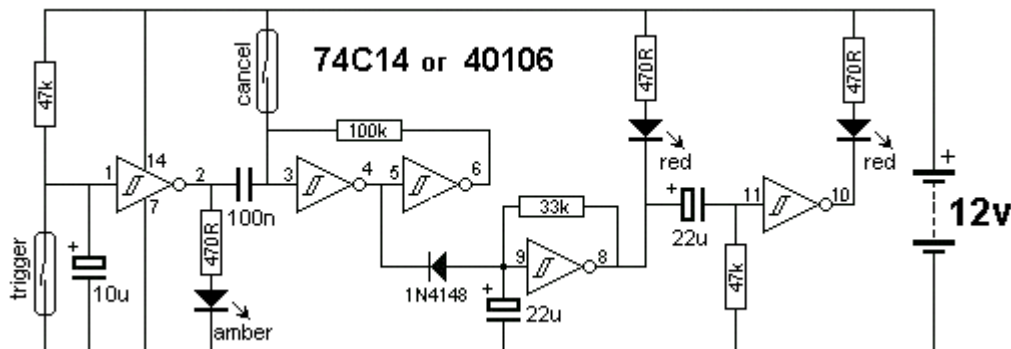 74C14 or 40106
cancel
47k
100k
470R
470R
red
red
1
14
2
3
4
5
6
7
100n
33k
11
10
+
12v
trigger
+
10u
470R
amber
1N4148
9
8
+
22u
+
22u
47k